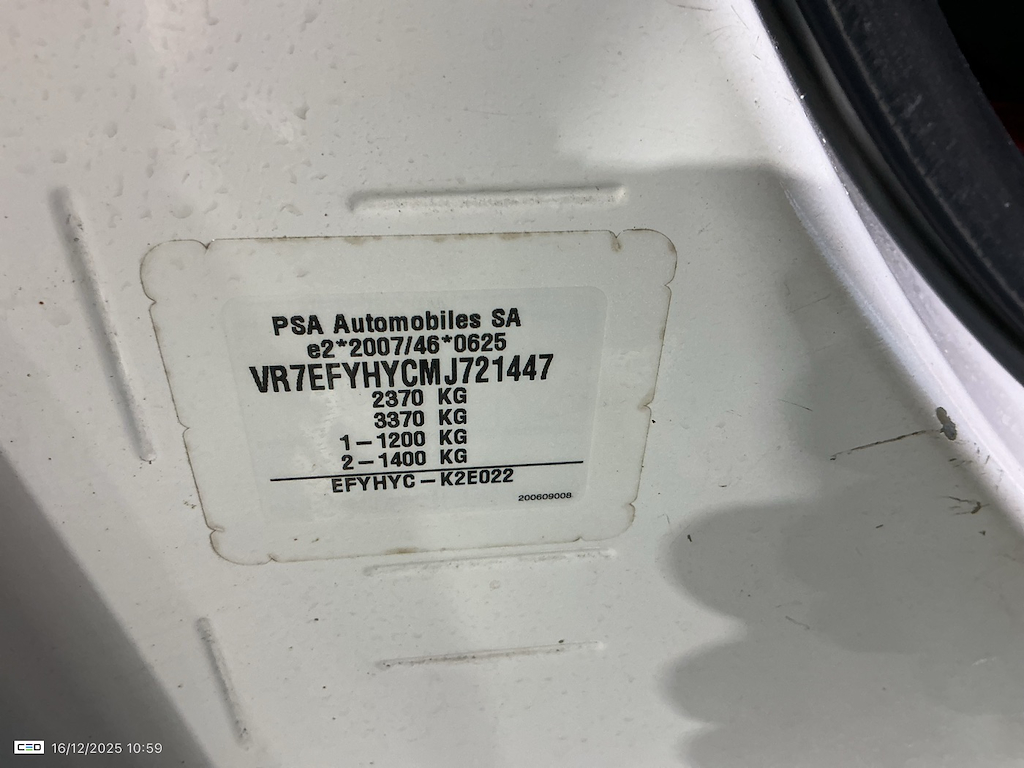 PSA Automobiles SA
e2*2007/46*0625
VR7EFYHYCMJ721447
2370 KG
3370 KG
1-1200 KG
2-1400 KG
EFYHYC-K2E022
200609008
CEO 16/12/2025 10:59